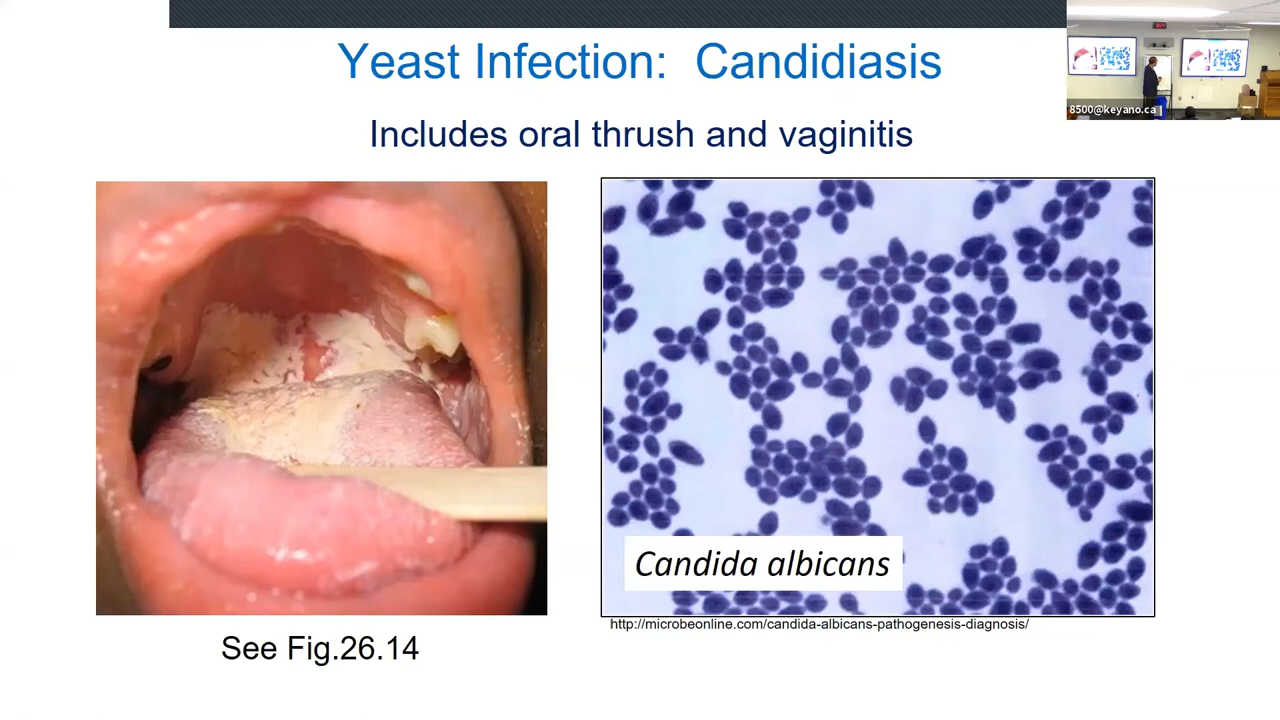 Yeast Infection: Candidiasis
8500@keyano.ca
Includes oral thrush and vaginitis
Candida albicans
http://microbeonline.com/candida-albicans-pathogenesis-diagnosis/
See Fig.26.14